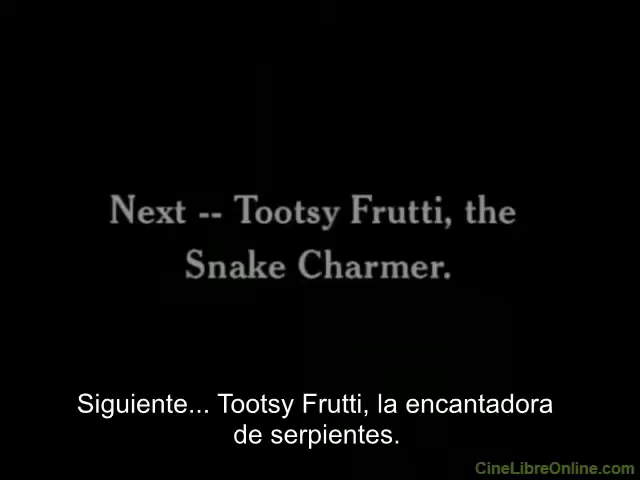 Next -- Tootsy Frutti, the
Snake Charmer.
Siguiente... Tootsy Frutti, la encantadora
de serpientes.
CineLibreOnline.com